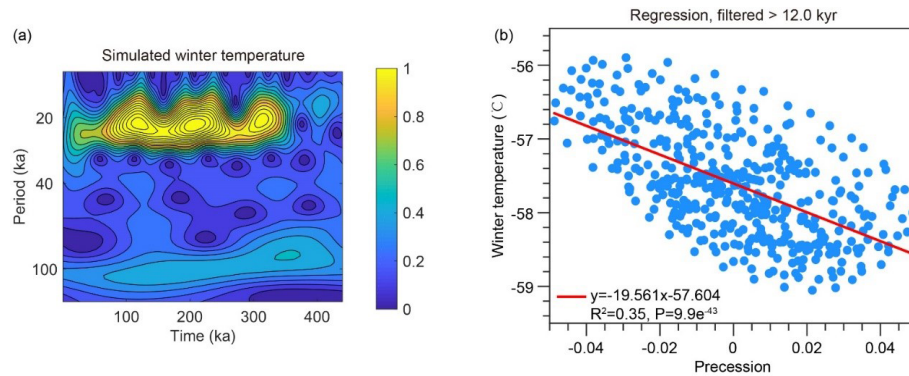 (a)
Simulated winter temperature
Period (ka)
20
40
100
100
200
300
400
Time (ka)
1
0.8
0.6
0.4
0.2
0
(b)
Regression, filtered > 12.0 kyr
Winter temperature (℃)
-56
-57
-58
-59
y=-19.561x-57.604
R²=0.35, P=9.9e⁻⁴³
-0.04
-0.02
0
0.02
0.04
Precession